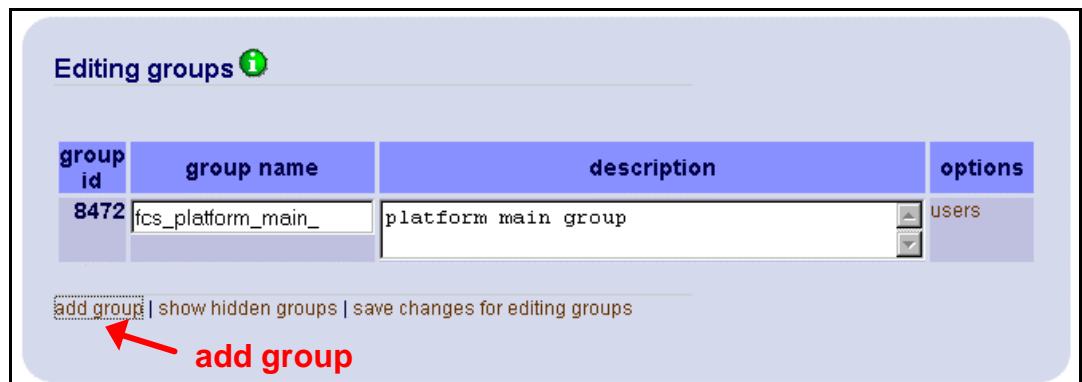 Editing groups
group id group name description options
8472 fcs_platform_main_ platform main group users
add group | show hidden groups | save changes for editing groups
add group